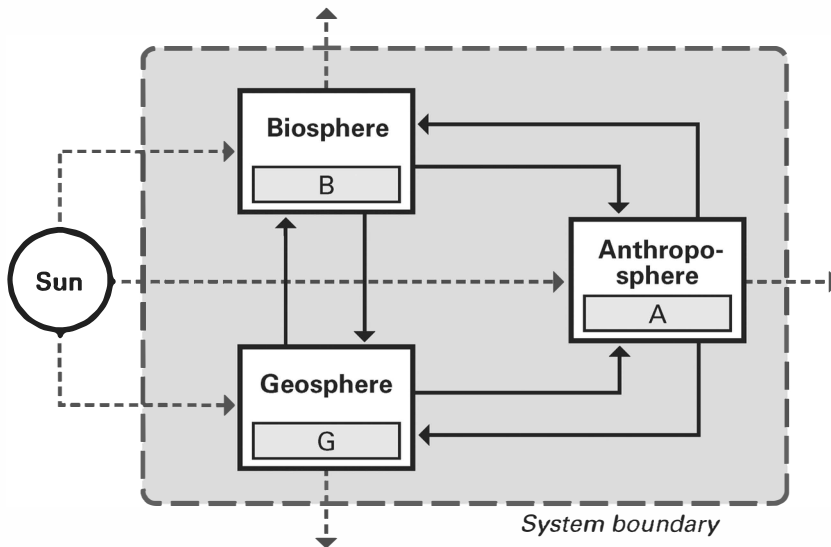 Biosphere
B
Sun
Anthropo-
sphere
A
Geosphere
G
System boundary